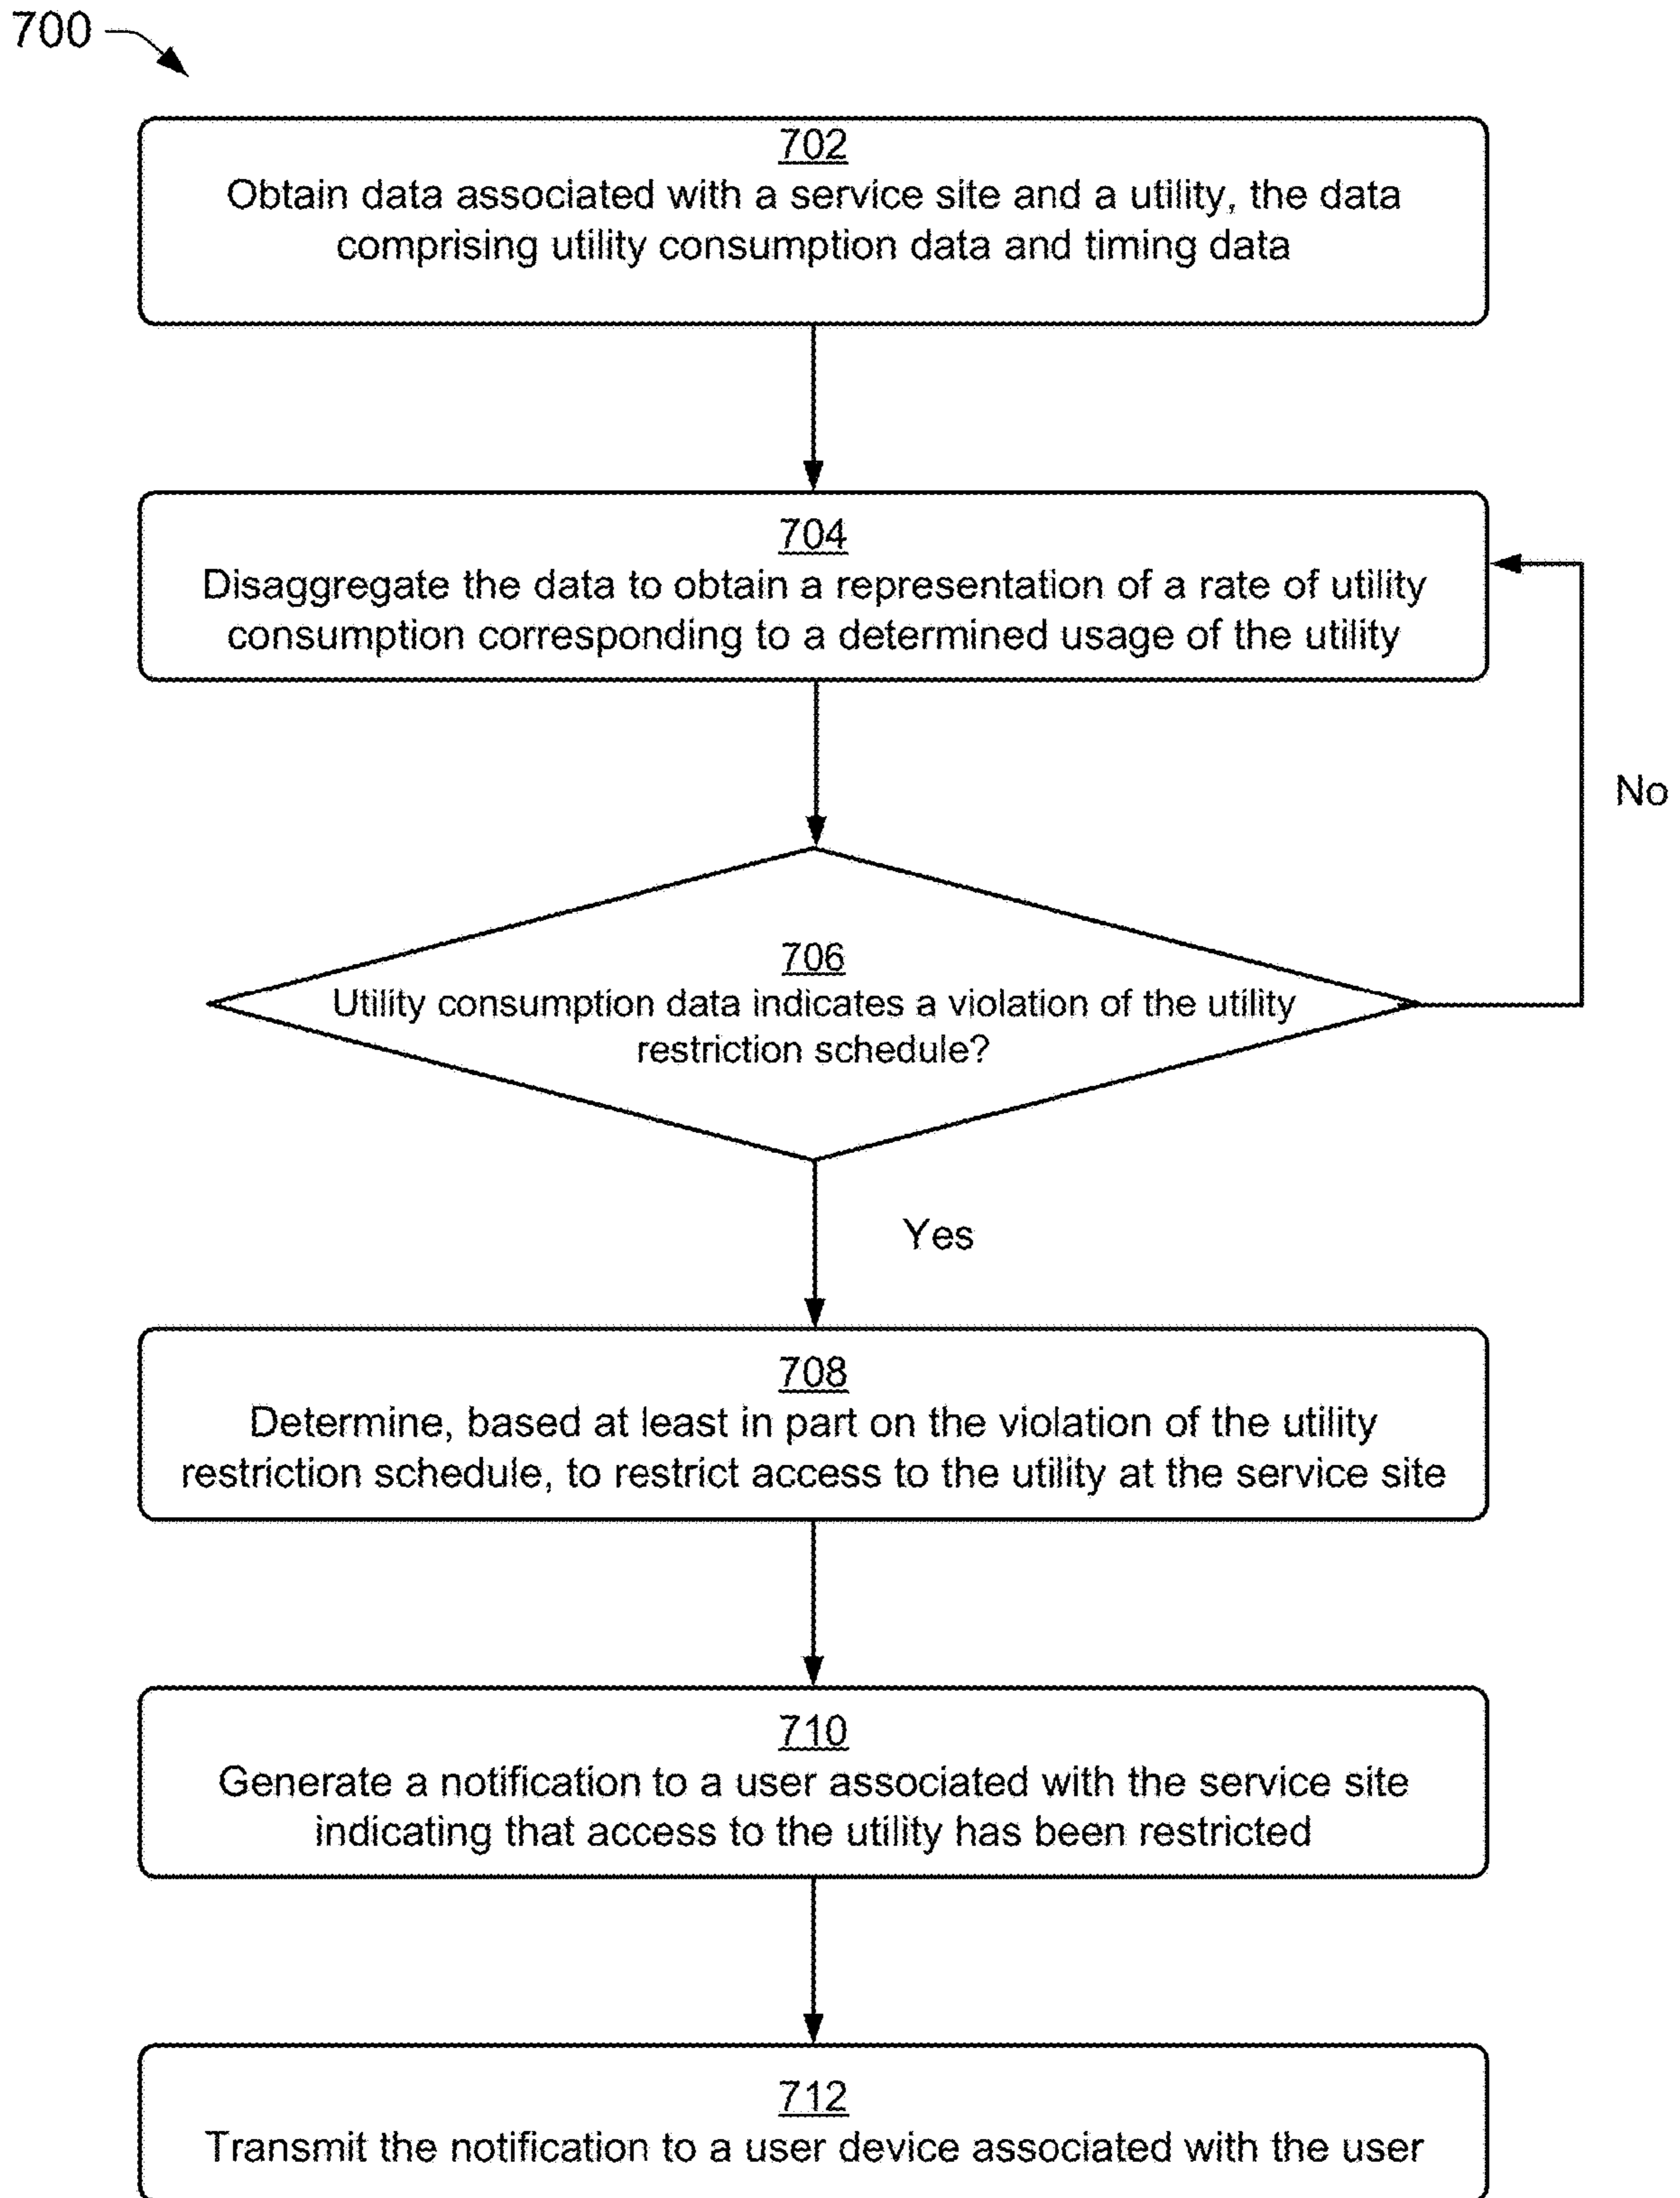 700
702
Obtain data associated with a service site and a utility, the data
comprising utility consumption data and timing data
704
Disaggregate the data to obtain a representation of a rate of utility
consumption corresponding to a determined usage of the utility
No
706
Utility consumption data indicates a violation of the utility
restriction schedule?
Yes
708
Determine, based at least in part on the violation of the utility
restriction schedule, to restrict access to the utility at the service site
710
Generate a notification to a user associated with the service site
indicating that access to the utility has been restricted
712
Transmit the notification to a user device associated with the user